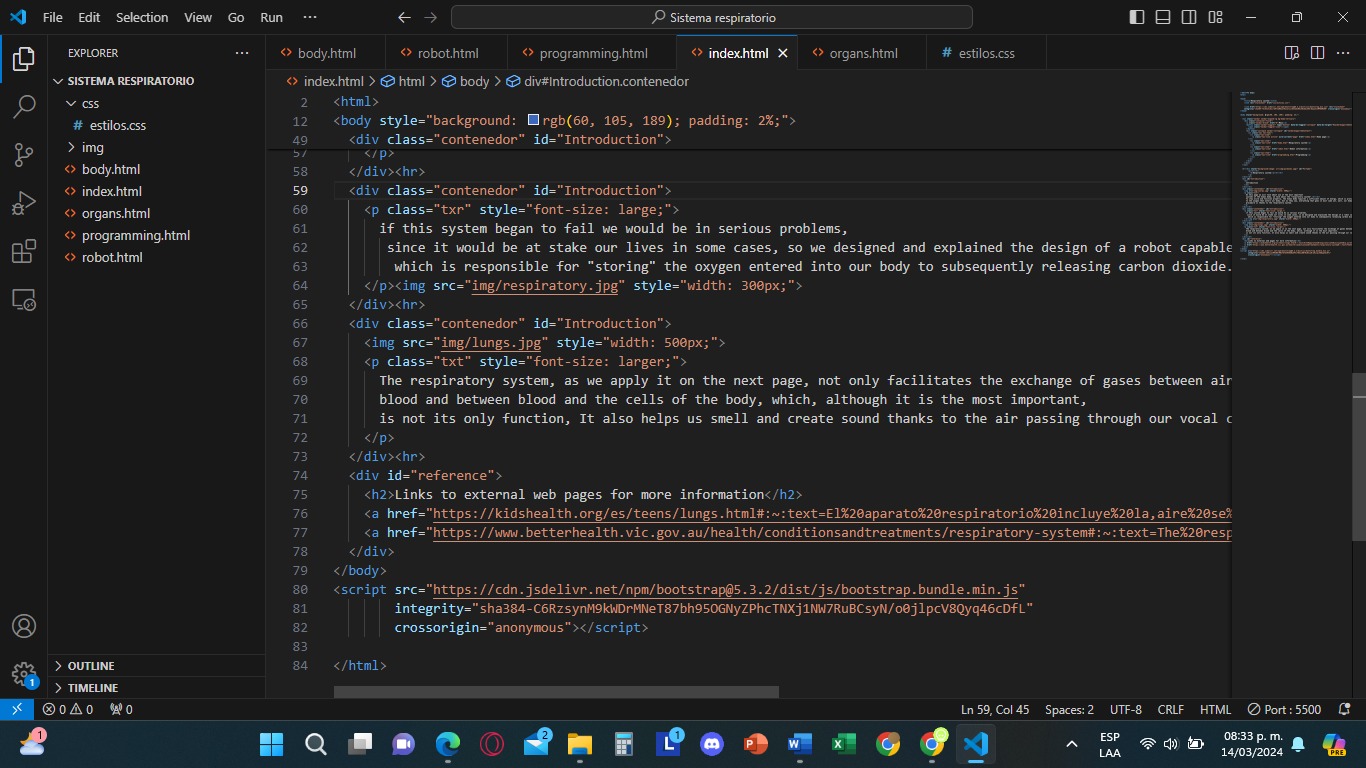 File Edit Selection View Go Run ···
Sistema respiratorio
EXPLORER ···
SISTEMA RESPIRATORIO
css
# estilos.css
img
<> body.html
<> index.html
<> organs.html
<> programming.html
<> robot.html
OUTLINE
TIMELINE
<> body.html <> robot.html <> programming.html <> index.html <> organs.html # estilos.css
<> index.html > html > body > div#Introduction.contenedor
2 <html>
12 <body style="background: rgb(60, 105, 189); padding: 2%;">
49 <div class="contenedor" id="Introduction">
57 </p>
58 </div><hr>
59 <div class="contenedor" id="Introduction">
60 <p class="txr" style="font-size: large;">
61 if this system began to fail we would be in serious problems,
62 since it would be at stake our lives in some cases, so we designed and explained the design of a robot capable
63 which is responsible for "storing" the oxygen entered into our body to subsequently releasing carbon dioxide.
64 </p><img src="img/respiratory.jpg" style="width: 300px;">
65 </div><hr>
66 <div class="contenedor" id="Introduction">
67 <img src="img/lungs.jpg" style="width: 500px;">
68 <p class="txt" style="font-size: larger;">
69 The respiratory system, as we apply it on the next page, not only facilitates the exchange of gases between air
70 blood and between blood and the cells of the body, which, although it is the most important,
71 is not its only function, It also helps us smell and create sound thanks to the air passing through our vocal c
72 </p>
73 </div><hr>
74 <div id="reference">
75 <h2>Links to external web pages for more information</h2>
76 <a href="https://kidshealth.org/es/teens/lungs.html#:~:text=El%20aparato%20respiratorio%20incluye%20la,aire%20se%
77 <a href="https://www.betterhealth.vic.gov.au/health/conditionsandtreatments/respiratory-system#:~:text=The%20resp
78 </div>
79 </body>
80 <script src="https://cdn.jsdelivr.net/npm/bootstrap@5.3.2/dist/js/bootstrap.bundle.min.js"
81 integrity="sha384-C6RzsynM9kWDrMNeT87bh95OGNyZPhcTNXj1NW7RuBCsyN/o0jlpcV8Qyq46cDfL"
82 crossorigin="anonymous"></script>
83
84 </html>
1
0 0 0 Ln 59, Col 45 Spaces: 2 UTF-8 CRLF HTML Port : 5500
1 2 1 ESP LAA 08:33 p. m. 14/03/2024 PRE